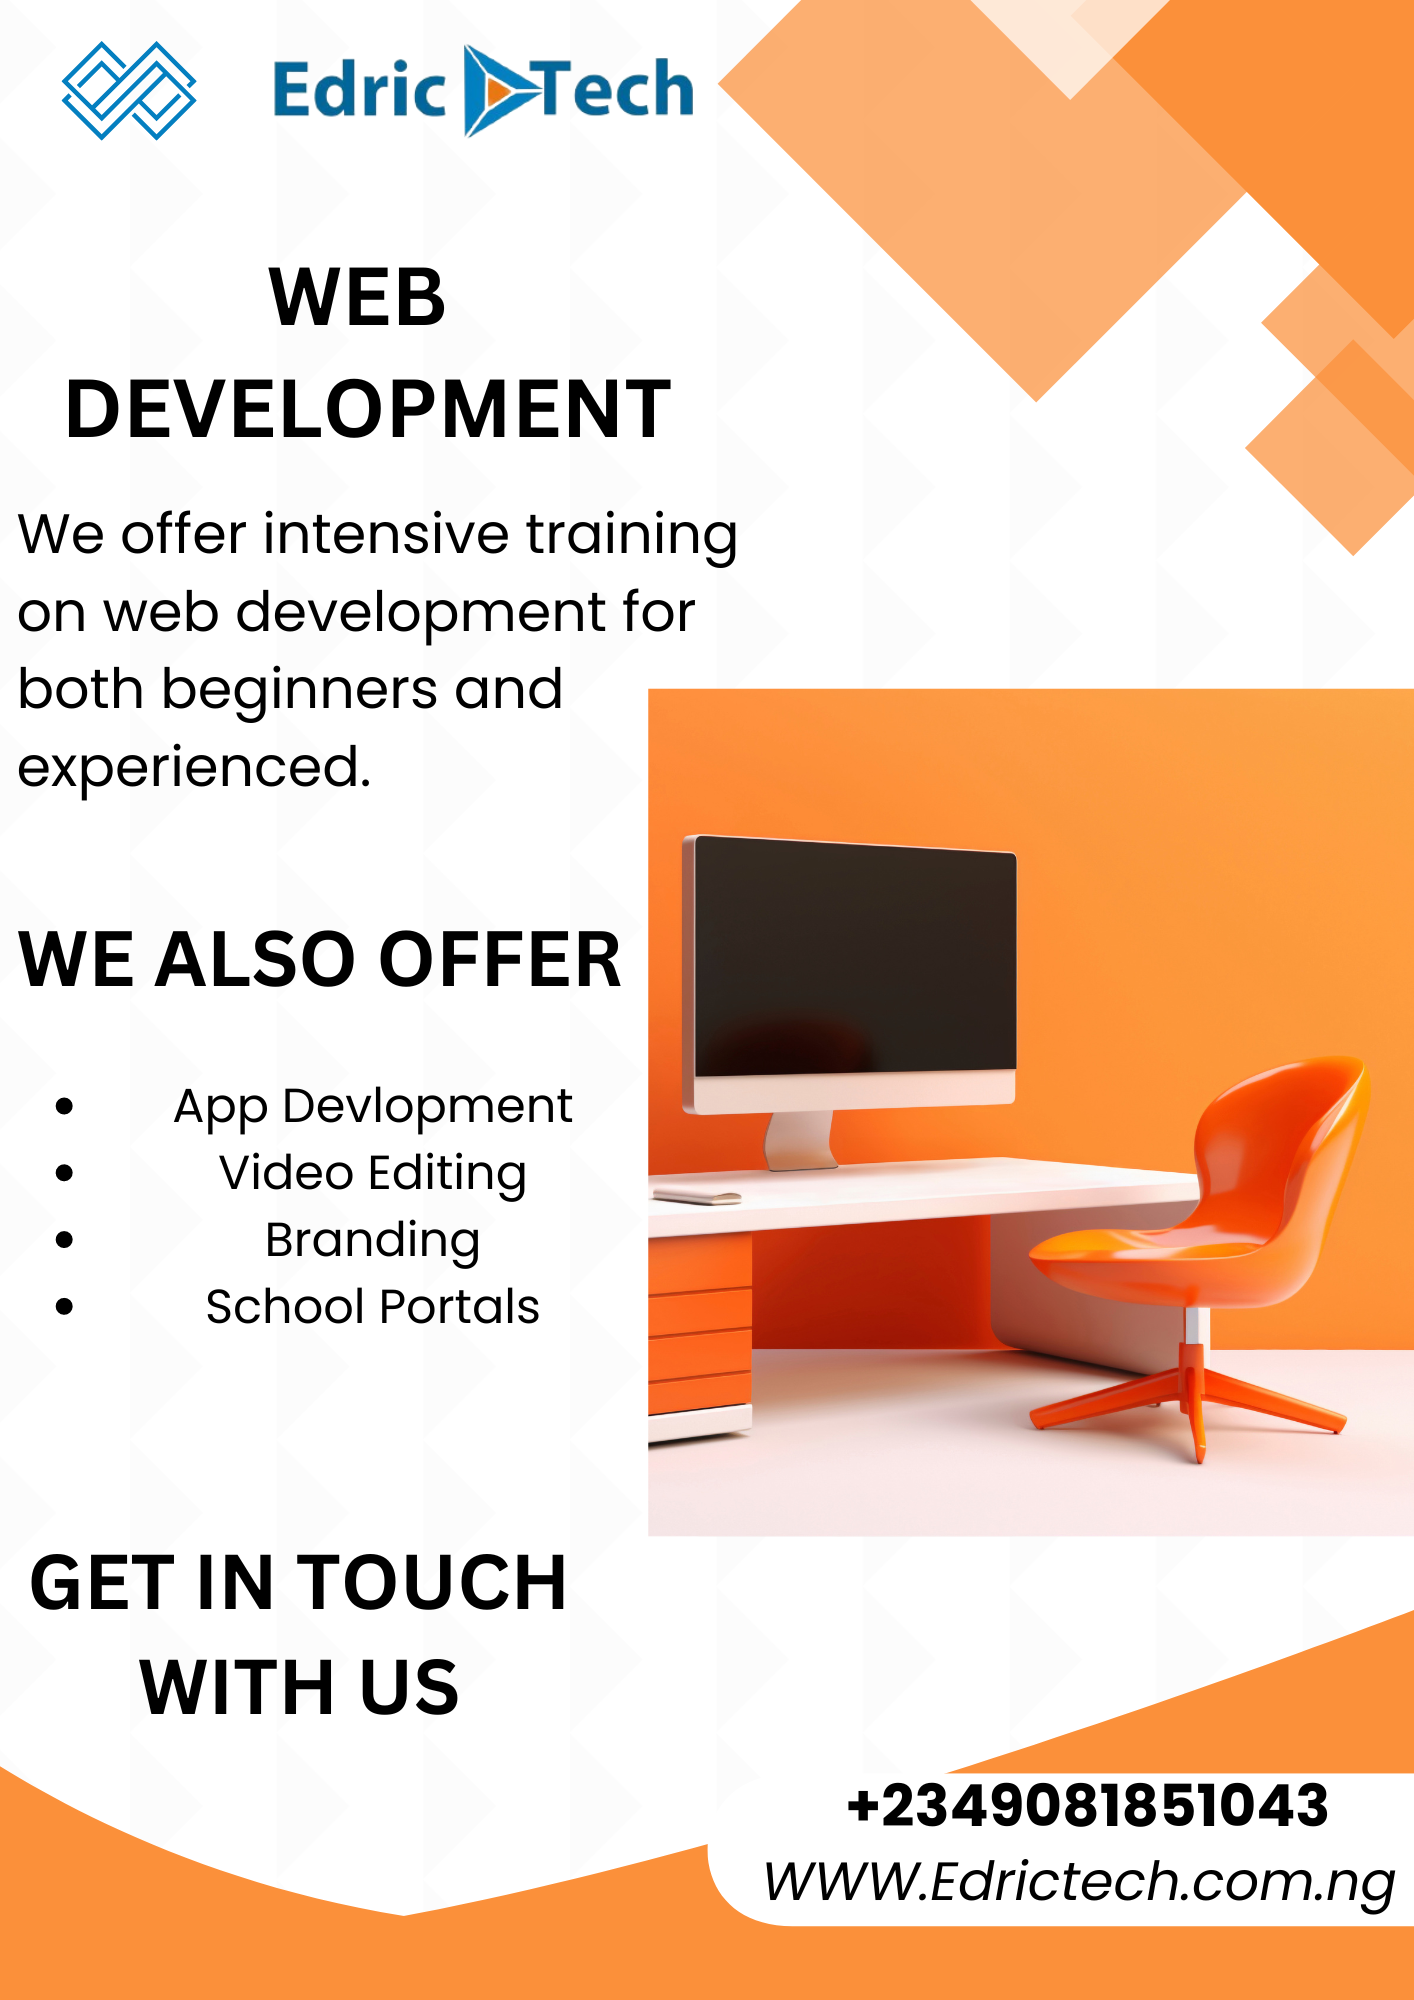 Edric Tech
WEB
DEVELOPMENT
We offer intensive training
on web development for
both beginners and
experienced.
WE ALSO OFFER
• App Devlopment
• Video Editing
• Branding
• School Portals
GET IN TOUCH
WITH US
+2349081851043
WWW.Edrictech.com.ng